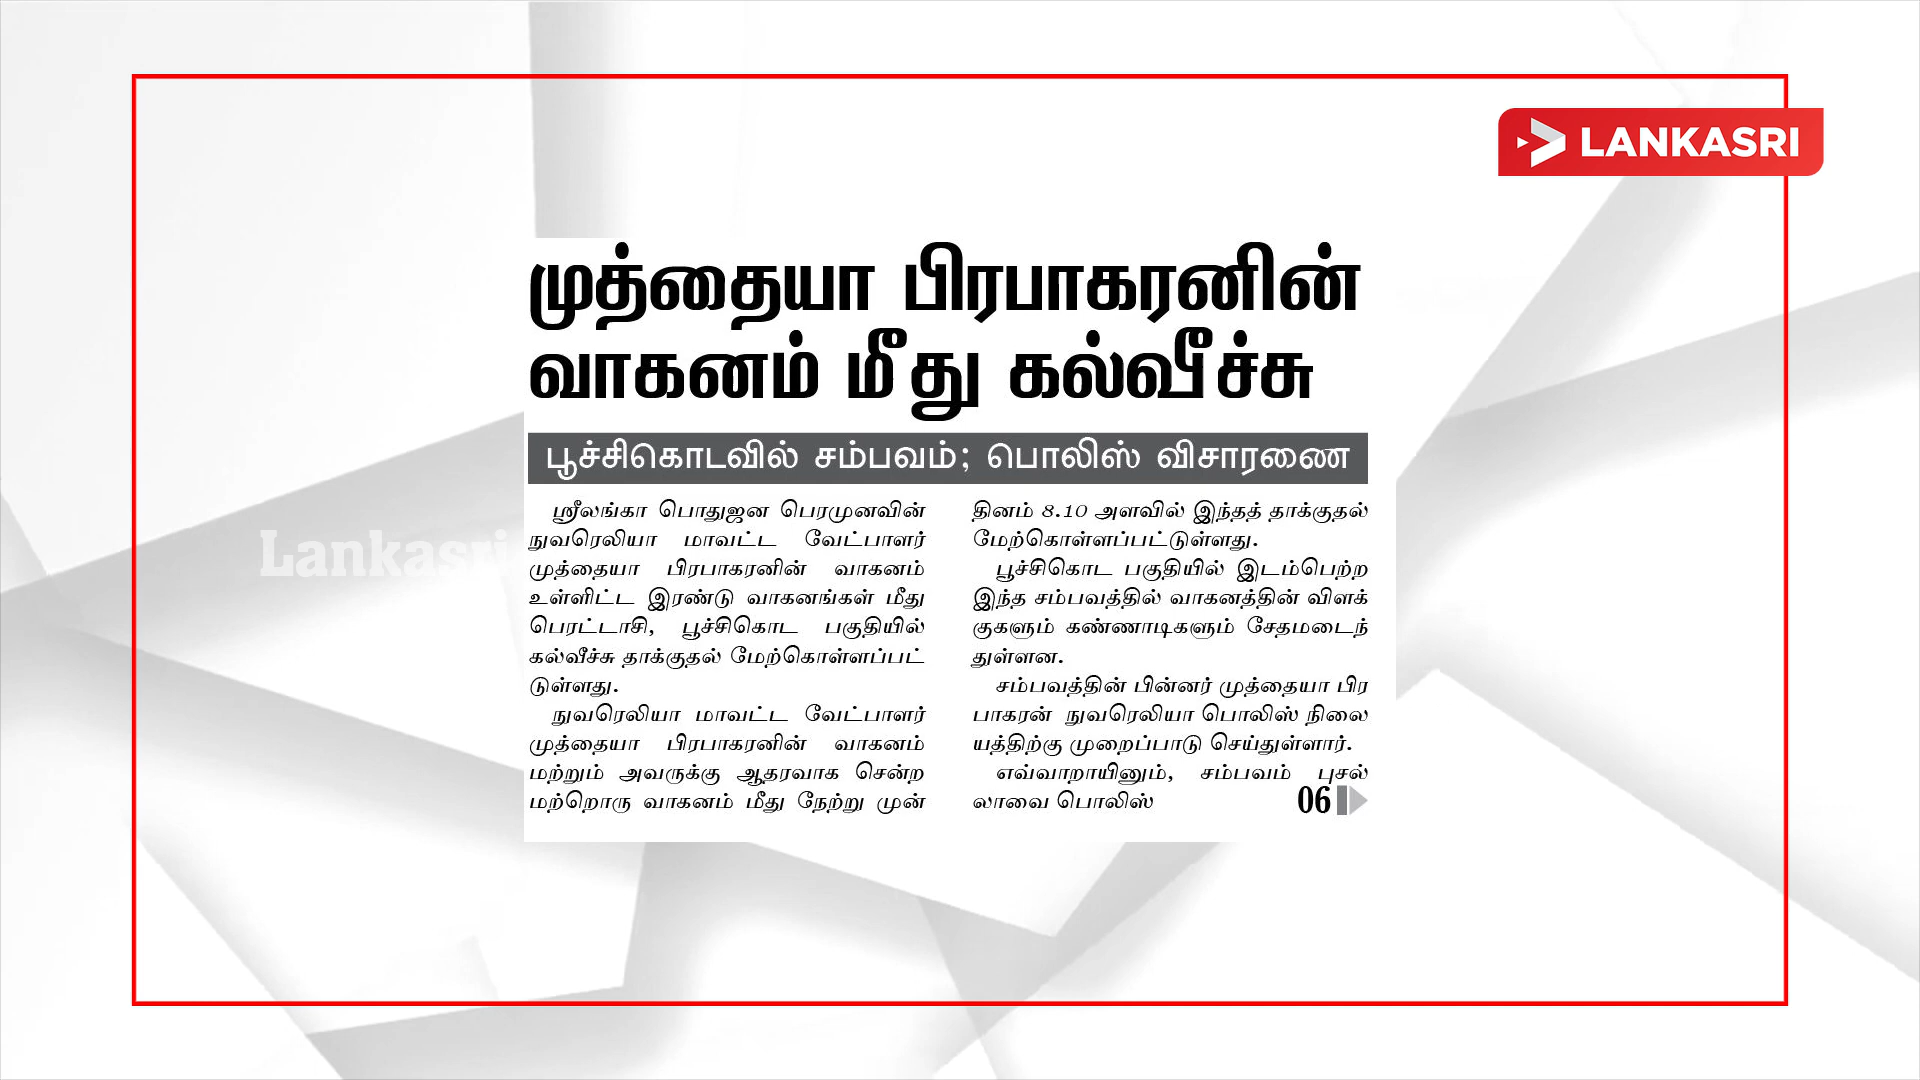 LANKASRI
முத்தையா பிரபாகரனின்
வாகனம் மீது கல்வீச்சு
பூச்சிகொடவில் சம்பவம்; பொலிஸ் விசாரணை
ஸ்ரீலங்கா பொதுஜன பெரமுனவின்
நுவரெலியா மாவட்ட வேட்பாளர்
முத்தையா பிரபாகரனின் வாகனம்
உள்ளிட்ட இரண்டு வாகனங்கள் மீது
பெரட்டாசி, பூச்சிகொட பகுதியில்
கல்வீச்சு தாக்குதல் மேற்கொள்ளப்பட்
டுள்ளது.
நுவரெலியா மாவட்ட வேட்பாளர்
முத்தையா பிரபாகரனின் வாகனம்
மற்றும் அவருக்கு ஆதரவாக சென்ற
மற்றொரு வாகனம் மீது நேற்று முன்
தினம் 8.10 அளவில் இந்தத் தாக்குதல்
மேற்கொள்ளப்பட்டுள்ளது.
பூச்சிகொட பகுதியில் இடம்பெற்ற
இந்த சம்பவத்தில் வாகனத்தின் விளக்
குகளும் கண்ணாடிகளும் சேதமடைந்
துள்ளன.
சம்பவத்தின் பின்னர் முத்தையா பிர
பாகரன் நுவரெலியா பொலிஸ் நிலை
யத்திற்கு முறைப்பாடு செய்துள்ளார்.
எவ்வாறாயினும், சம்பவம் புசல்
லாவை பொலிஸ் 06
Lankasri